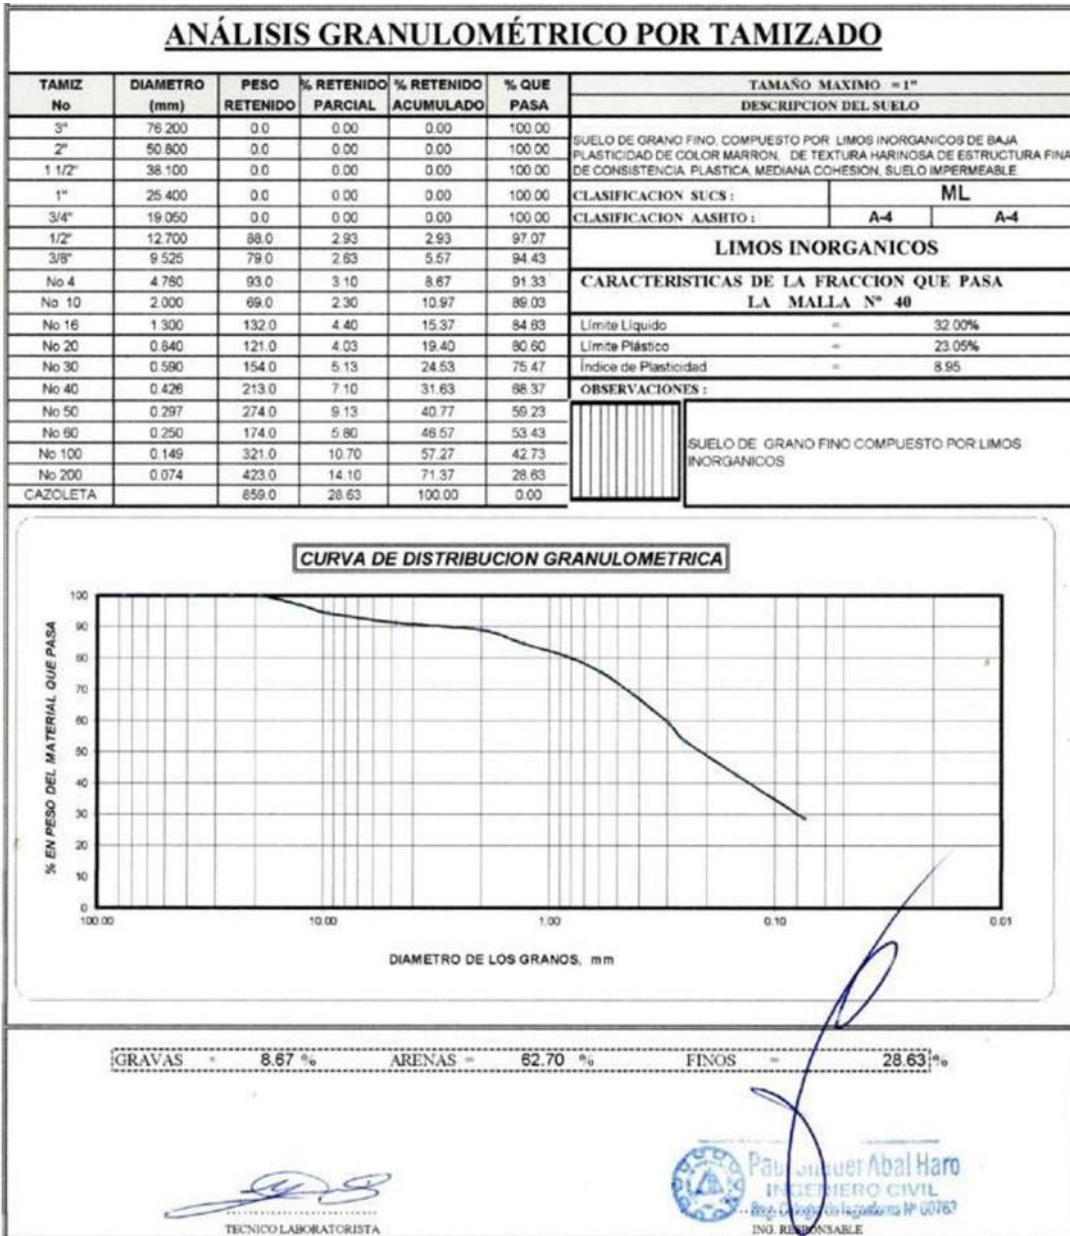 ANÁLISIS GRANULOMÉTRICO POR TAMIZADO
TAMIZ No DIAMETRO (mm) PESO RETENIDO % RETENIDO PARCIAL % RETENIDO ACUMULADO % QUE PASA
3" 76.200 0.0 0.00 0.00 100.00
2" 50.800 0.0 0.00 0.00 100.00
1 1/2" 38.100 0.0 0.00 0.00 100.00
1" 25.400 0.0 0.00 0.00 100.00
3/4" 19.050 0.0 0.00 0.00 100.00
1/2" 12.700 88.0 2.93 2.93 97.07
3/8" 9.525 79.0 2.63 5.57 94.43
No 4 4.760 93.0 3.10 8.67 91.33
No 10 2.000 69.0 2.30 10.97 89.03
No 16 1.300 132.0 4.40 15.37 84.63
No 20 0.840 121.0 4.03 19.40 80.60
No 30 0.590 154.0 5.13 24.53 75.47
No 40 0.426 213.0 7.10 31.63 68.37
No 50 0.297 274.0 9.13 40.77 59.23
No 60 0.250 174.0 5.80 46.57 53.43
No 100 0.149 321.0 10.70 57.27 42.73
No 200 0.074 423.0 14.10 71.37 28.63
CAZOLETA 859.0 28.63 100.00 0.00
TAMAÑO MAXIMO = 1"
DESCRIPCION DEL SUELO
SUELO DE GRANO FINO, COMPUESTO POR LIMOS INORGANICOS DE BAJA
PLASTICIDAD DE COLOR MARRON, DE TEXTURA HARINOSA DE ESTRUCTURA FINA
DE CONSISTENCIA PLASTICA, MEDIANA COHESION, SUELO IMPERMEABLE
CLASIFICACION SUCS : ML
CLASIFICACION AASHTO : A-4 A-4
LIMOS INORGANICOS
CARACTERISTICAS DE LA FRACCION QUE PASA
LA MALLA Nº 40
Límite Líquido = 32.00%
Límite Plástico = 23.05%
Índice de Plasticidad = 8.95
OBSERVACIONES :
SUELO DE GRANO FINO COMPUESTO POR LIMOS
INORGANICOS
CURVA DE DISTRIBUCION GRANULOMETRICA
% EN PESO DEL MATERIAL QUE PASA
100
90
80
70
60
50
40
30
20
10
0
100.00 10.00 1.00 0.10 0.01
DIAMETRO DE LOS GRANOS, mm
GRAVAS = 8.67 % ARENAS = 62.70 % FINOS = 28.63 %
Abal Haro
INGENIERO CIVIL
TECNICO LABORATORISTA
ING. RESPONSABLE